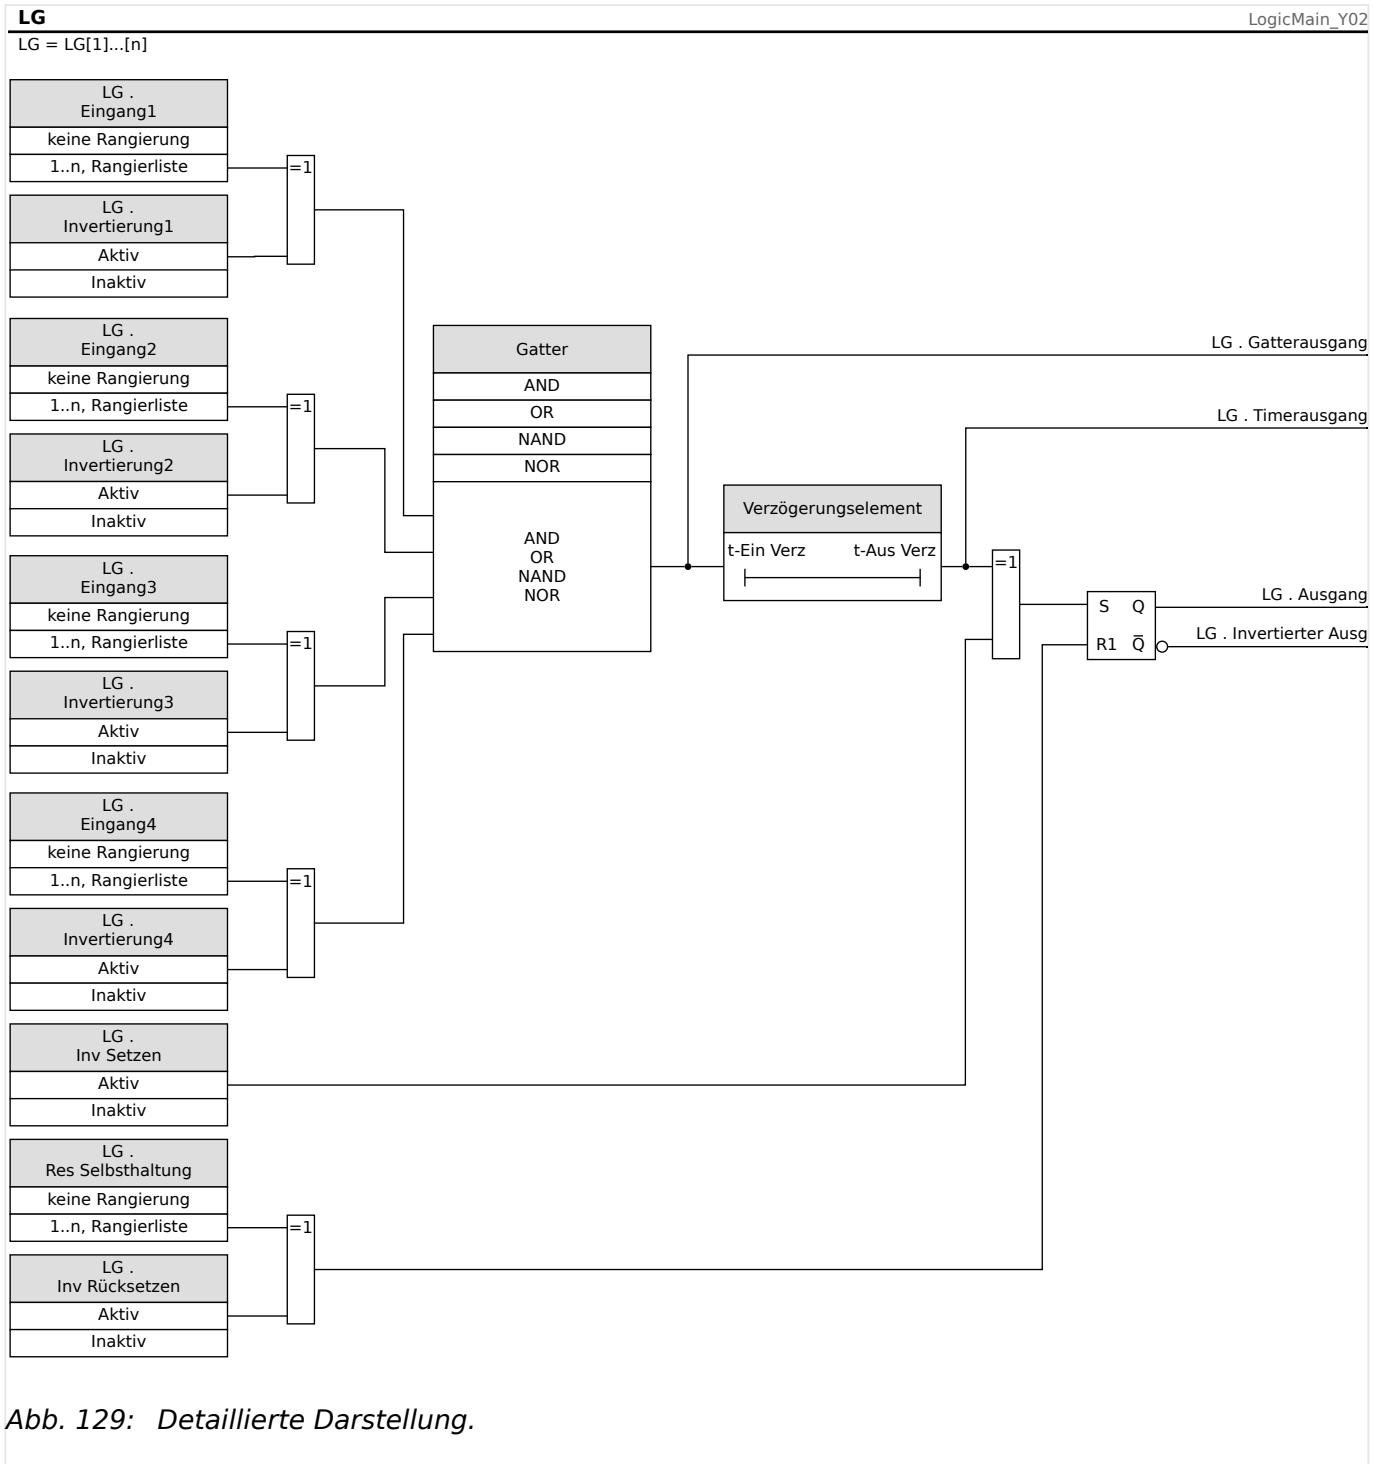 LG
LogicMain_Y02
LG = LG[1]...[n]
LG .
Eingang1
keine Rangierung
1..n, Rangierliste
=1
LG .
Invertierung1
Aktiv
Inaktiv
LG .
Eingang2
keine Rangierung
1..n, Rangierliste
=1
LG .
Invertierung2
Aktiv
Inaktiv
LG .
Eingang3
keine Rangierung
1..n, Rangierliste
=1
LG .
Invertierung3
Aktiv
Inaktiv
LG .
Eingang4
keine Rangierung
1..n, Rangierliste
=1
LG .
Invertierung4
Aktiv
Inaktiv
LG .
Inv Setzen
Aktiv
Inaktiv
LG .
Res Selbsthaltung
keine Rangierung
1..n, Rangierliste
=1
LG .
Inv Rücksetzen
Aktiv
Inaktiv
Gatter
AND
OR
NAND
NOR
AND
OR
NAND
NOR
Verzögerungselement
t-Ein Verz t-Aus Verz
=1
S Q
R1 Q̅
LG . Gatterausgang
LG . Timerausgang
LG . Ausgang
LG . Invertierter Ausg
Abb. 129: Detaillierte Darstellung.